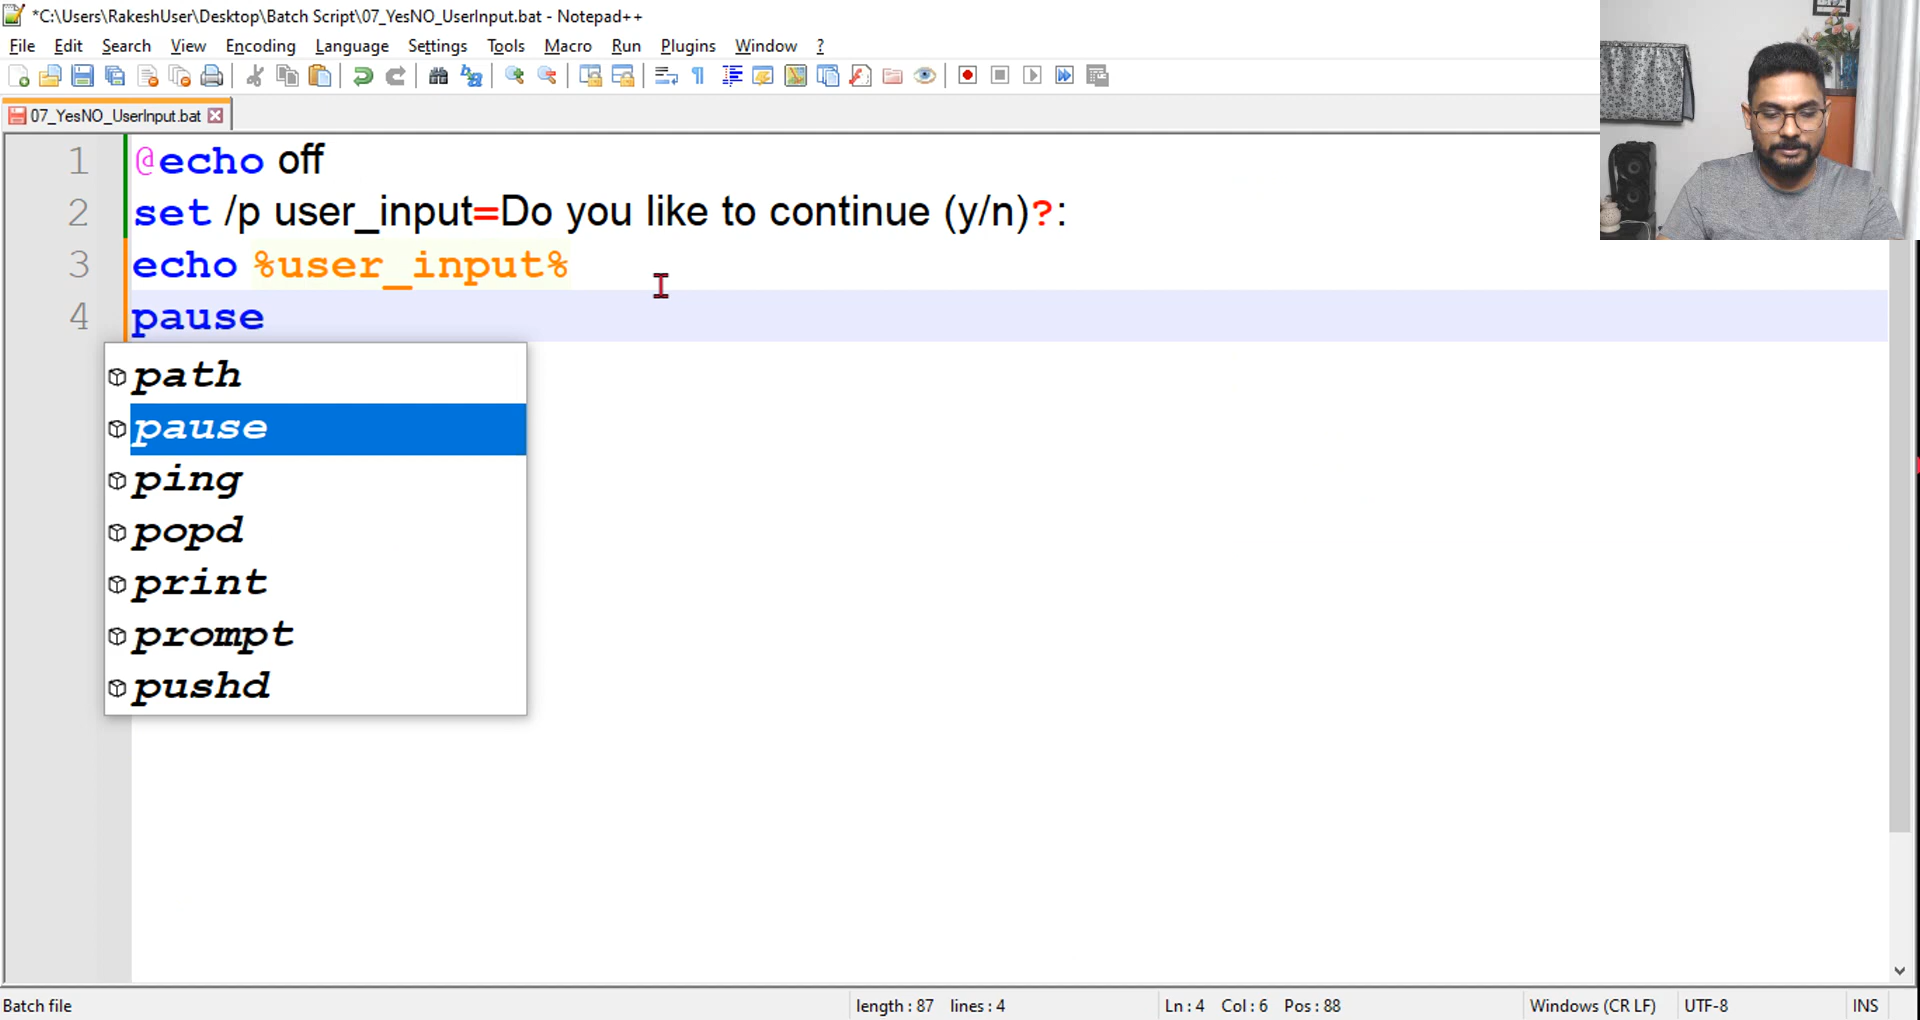 *C:\Users\RakeshUser\Desktop\Batch Script\07_YesNO_UserInput.bat - Notepad++
File Edit Search View Encoding Language Settings Tools Macro Run Plugins Window ?
07_YesNO_UserInput.bat
1 @echo off
2 set /p user_input=Do you like to continue (y/n)?:
3 echo %user_input%
4 pause
path
pause
ping
popd
print
prompt
pushd
Batch file length : 87 lines : 4 Ln : 4 Col : 6 Pos : 88 Windows (CR LF) UTF-8 INS